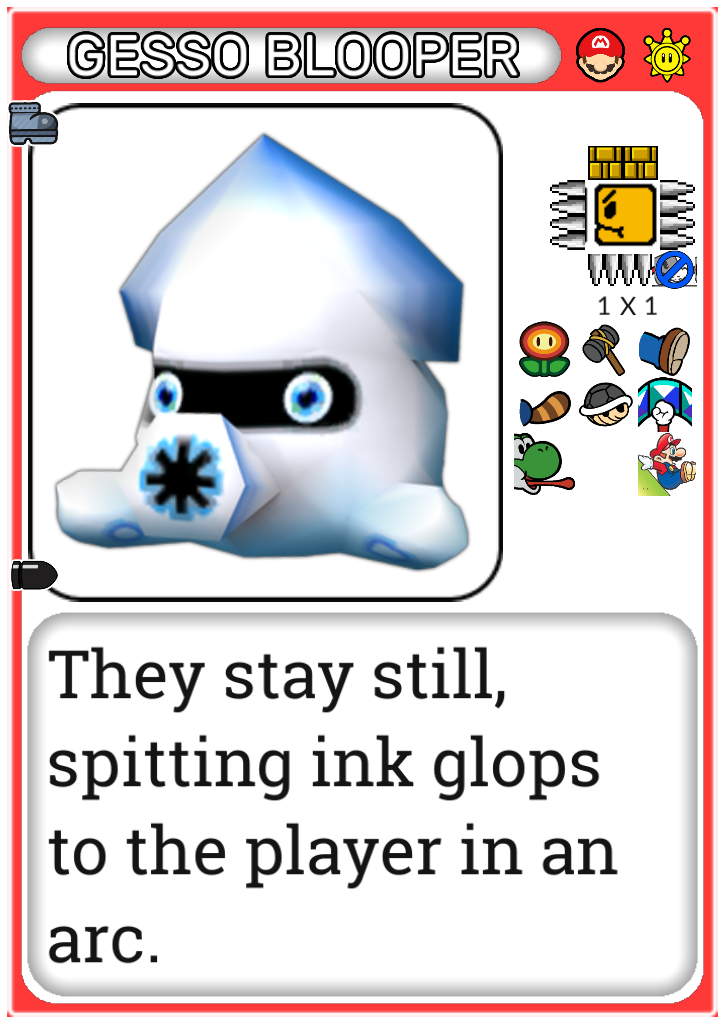 GESSO BLOOPER
1 X 1
They stay still,
spitting ink glops
to the player in an
arc.